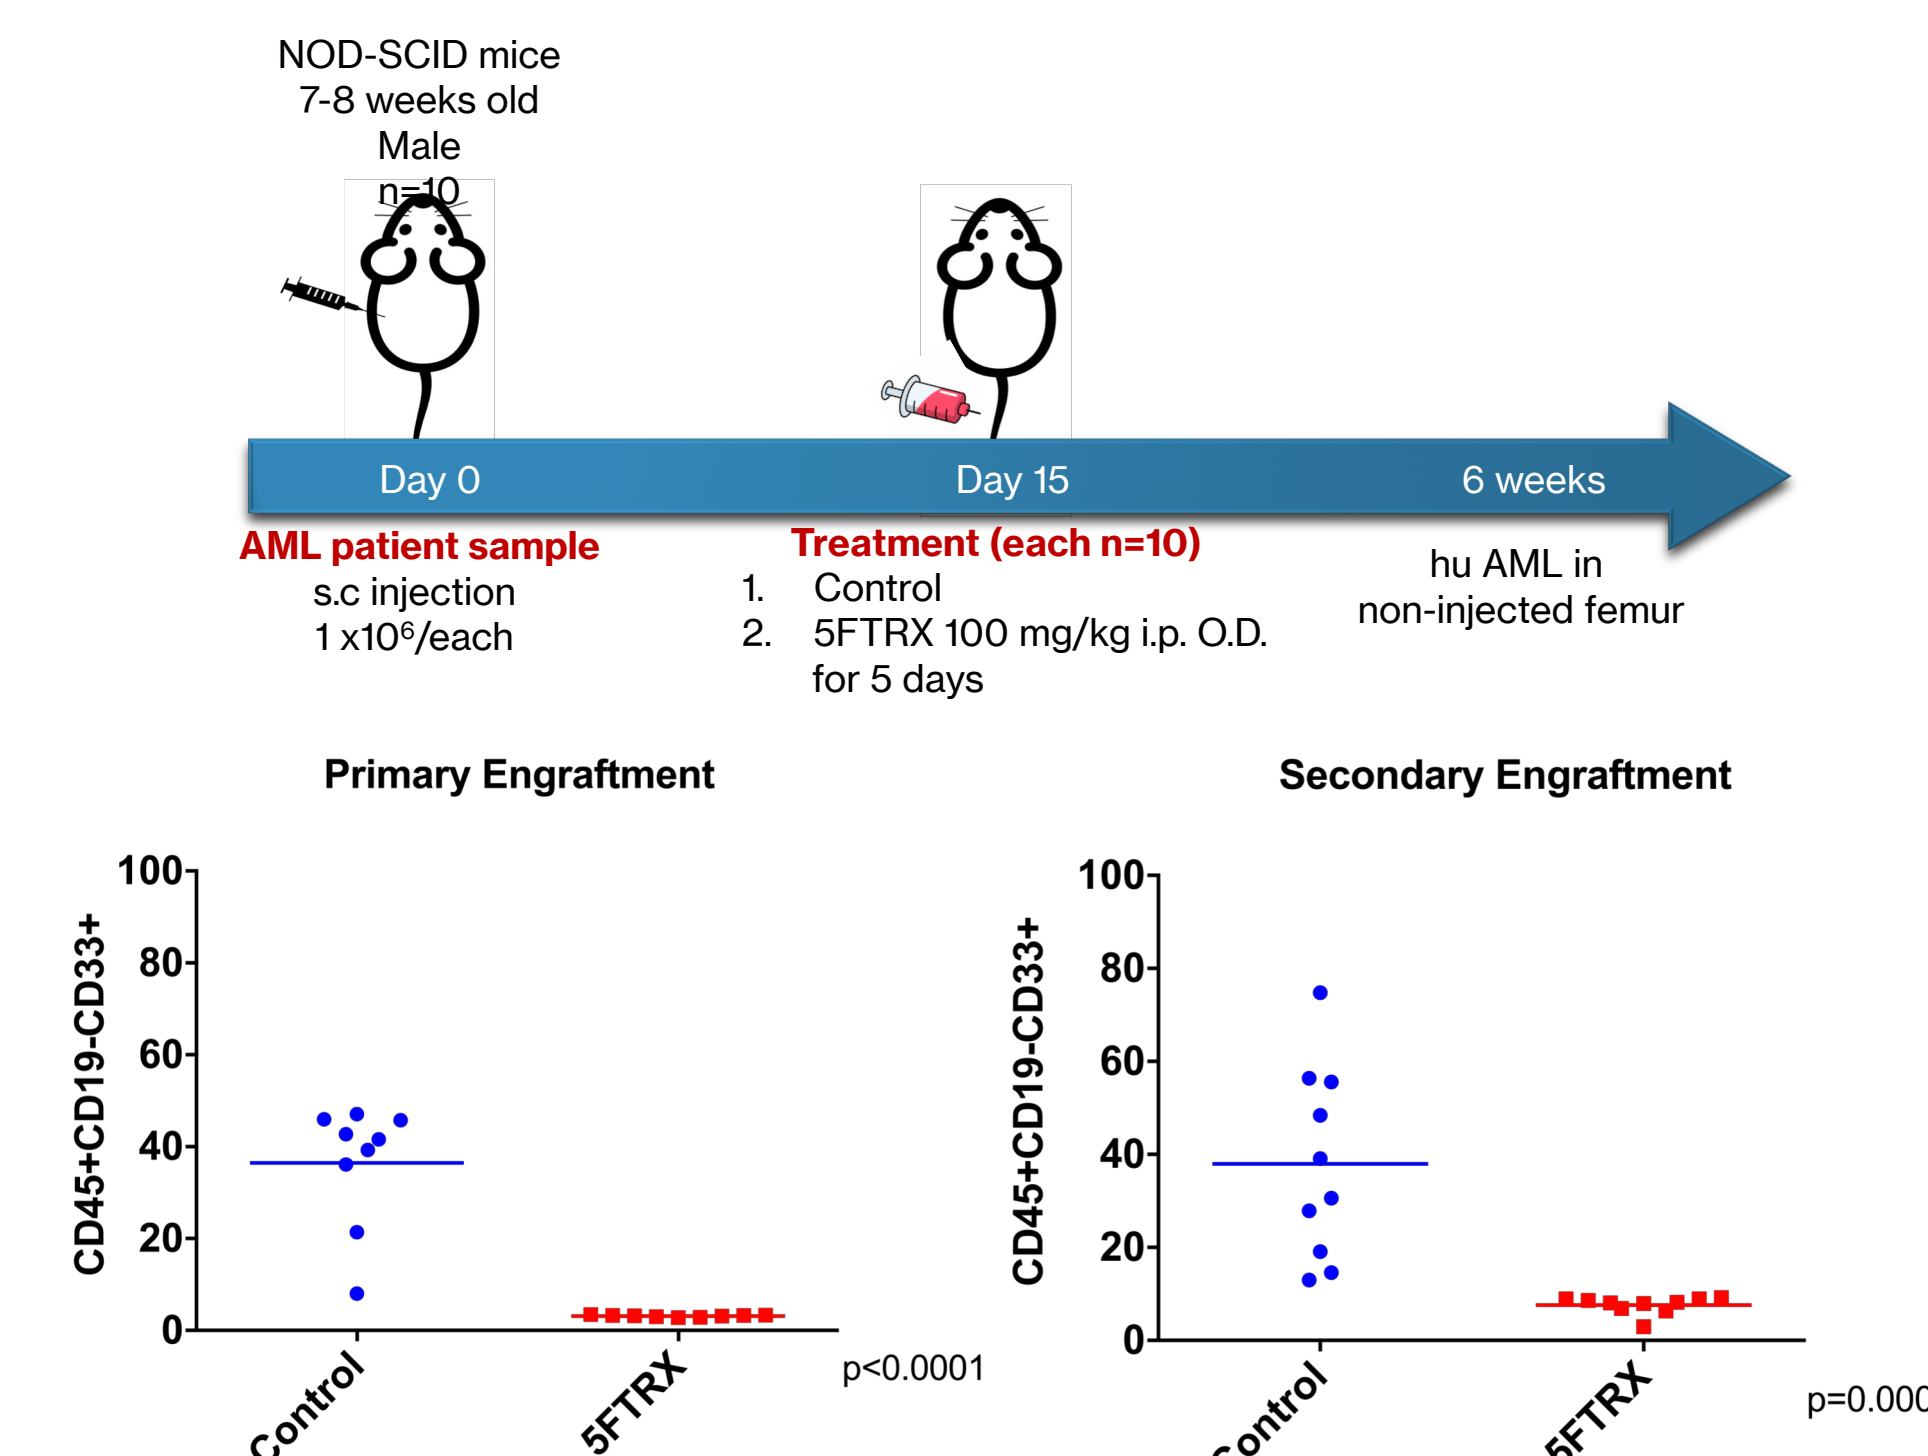 NOD-SCID mice
7-8 weeks old
Male
n=10
Day 0
Day 15
6 weeks
AML patient sample
s.c injection
1 x10⁶/each
Treatment (each n=10)
1. Control
2. 5FTRX 100 mg/kg i.p. O.D.
for 5 days
hu AML in
non-injected femur
Primary Engraftment
CD45+CD19-CD33+
100
80
60
40
20
0
Control
5FTRX
p<0.0001
Secondary Engraftment
CD45+CD19-CD33+
100
80
60
40
20
0
Control
5FTRX
p=0.000